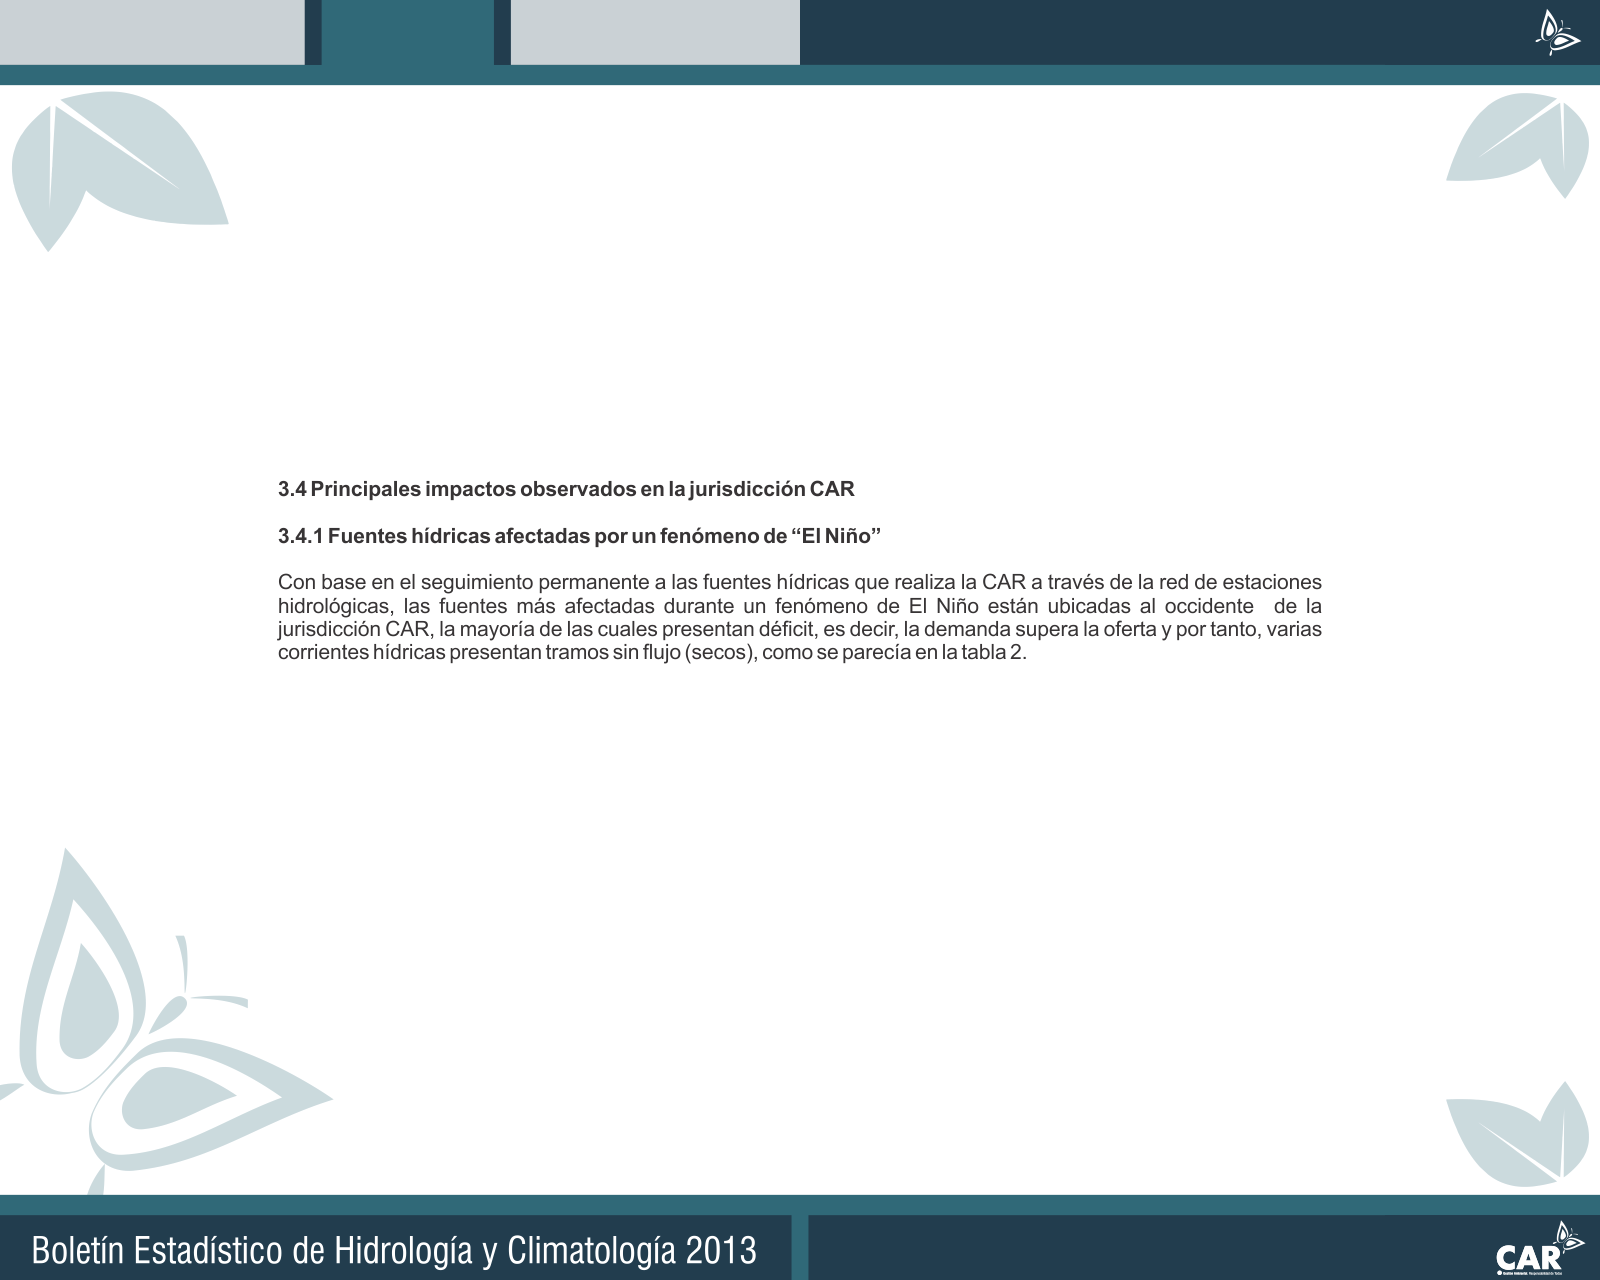 3.4 Principales impactos observados en la jurisdicción CAR
3.4.1 Fuentes hídricas afectadas por un fenómeno de “El Niño”
Con base en el seguimiento permanente a las fuentes hídricas que realiza la CAR a través de la red de estaciones
hidrológicas, las fuentes más afectadas durante un fenómeno de El Niño están ubicadas al occidente de la
jurisdicción CAR, la mayoría de las cuales presentan déficit, es decir, la demanda supera la oferta y por tanto, varias
corrientes hídricas presentan tramos sin flujo (secos), como se parecía en la tabla 2.
Boletín Estadístico de Hidrología y Climatología 2013
CAR